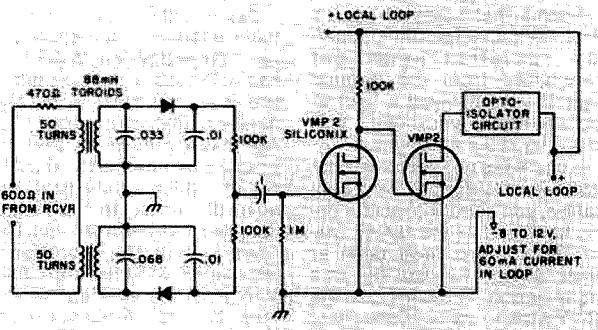 + LOCAL LOOP
88mH
TOROIDS
470Ω
50
TURNS
.033
.01
100K
100K
VMP 2
SILICONIX
VMP2
OPTO-
ISOLATOR
CIRCUIT
+
LOCAL LOOP
600Ω IN
FROM RCVR
.1
50
TURNS
.068
.01
100K
1M
-8 TO 12V,
ADJUST FOR
60mA CURRENT
IN LOOP